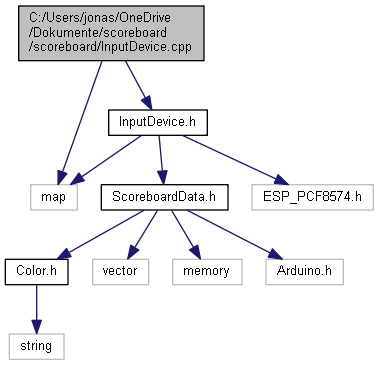 C:/Users/jonas/OneDrive
/Dokumente/scoreboard
/scoreboard/InputDevice.cpp
InputDevice.h
map
ScoreboardData.h
ESP_PCF8574.h
Color.h
vector
memory
Arduino.h
string